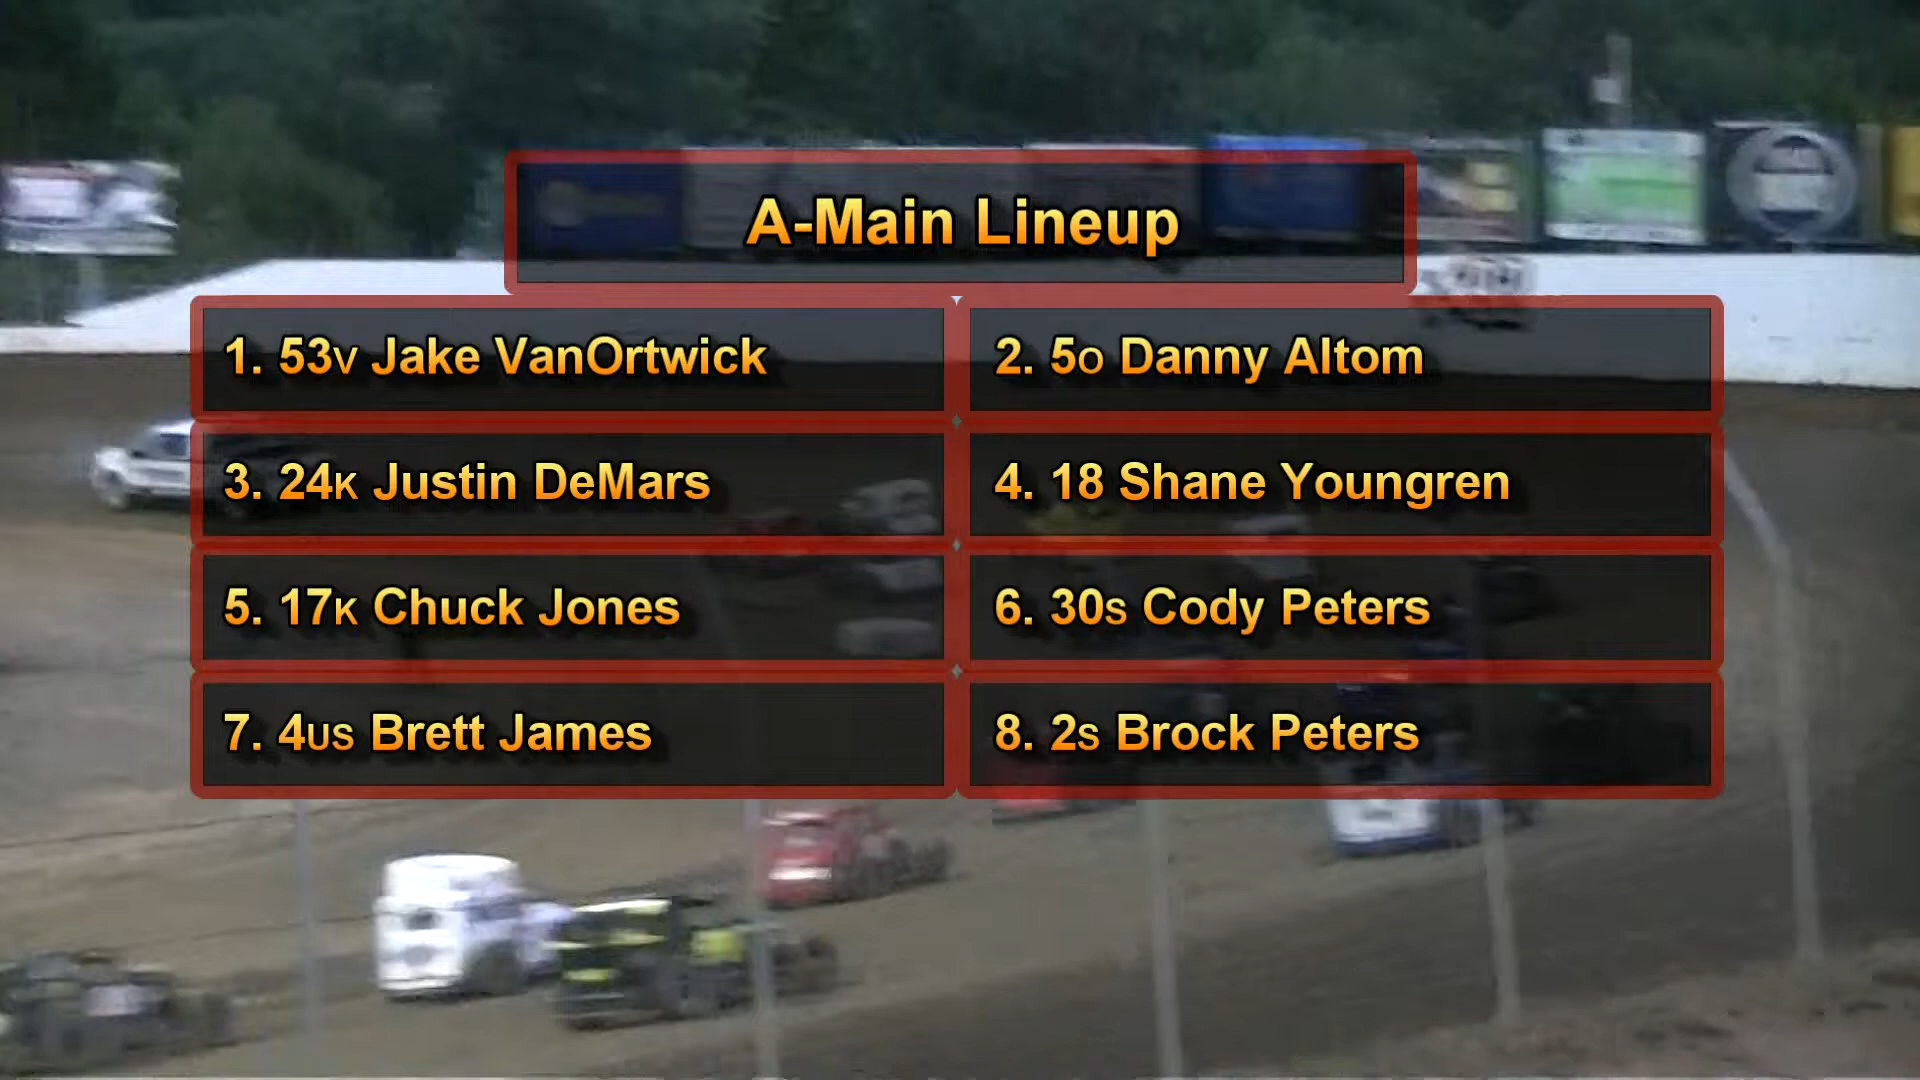 A-Main Lineup
1. 53V Jake VanOrtwick
2. 5O Danny Altom
3. 24K Justin DeMars
4. 18 Shane Youngren
5. 17K Chuck Jones
6. 30S Cody Peters
7. 4US Brett James
8. 2S Brock Peters